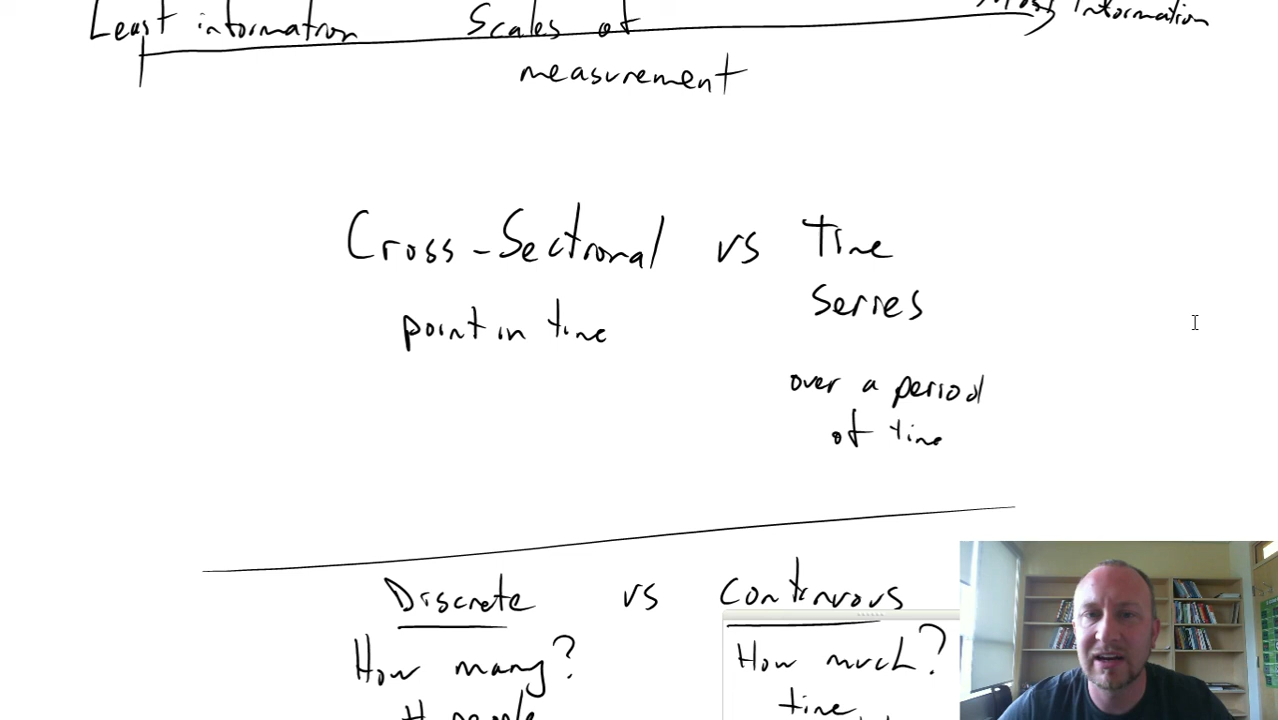 Least information Scales of Most Information
measurement
Cross-Sectional vs Time
Series
point in time
over a period
of time
Discrete vs Continuous
How many? How much?
# people time